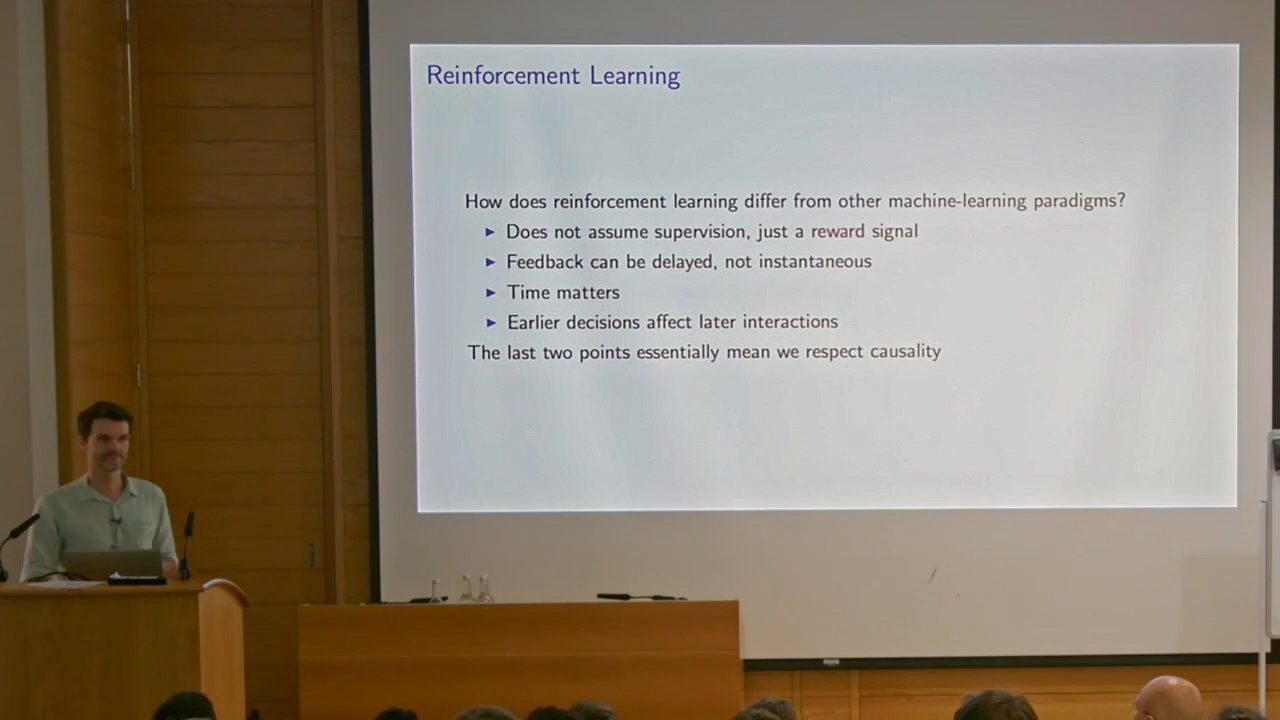 Reinforcement Learning
How does reinforcement learning differ from other machine-learning paradigms?
▶ Does not assume supervision, just a reward signal
▶ Feedback can be delayed, not instantaneous
▶ Time matters
▶ Earlier decisions affect later interactions
The last two points essentially mean we respect causality